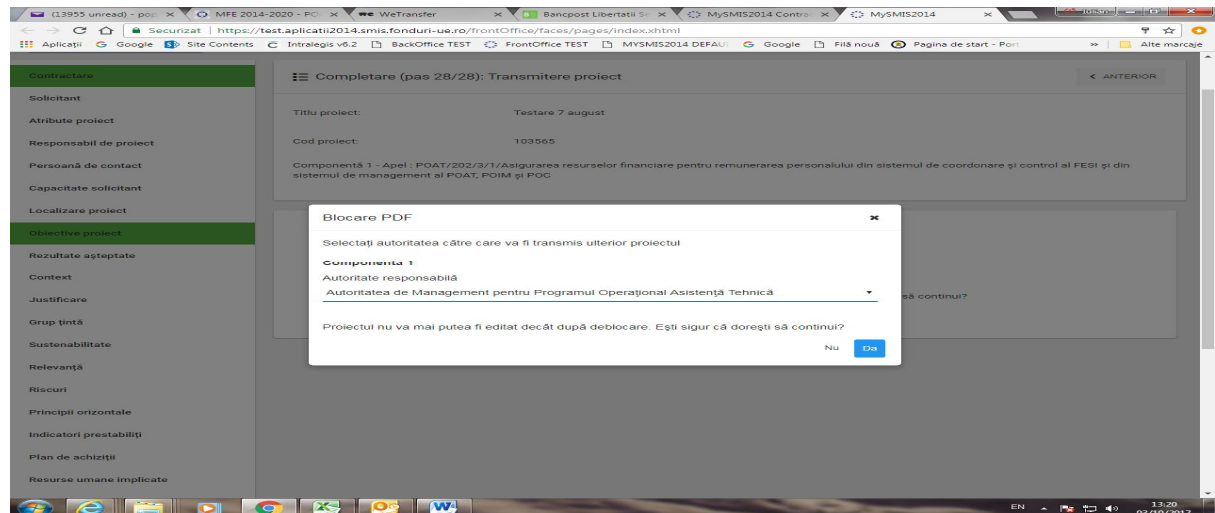 (13955 unread) - po
MFE 2014-2020 - PO
WeTransfer
Bancpost Libertatii S
MySMIS2014 Contra
MySMIS2014
Securizat
https://test.aplicatii2014.smis.fonduri-ue.ro/frontOffice/faces/pages/index.xhtml
Aplicații
Google
Site Contents
Intralegis v6.2
BackOffice TEST
FrontOffice TEST
MYSMIS2014 DEFAU
Google
Filă nouă
Pagina de start - Por
»
Alte marcaje
Contractare
Solicitant
Atribute proiect
Responsabil de proiect
Persoană de contact
Capacitate solicitant
Localizare proiect
Obiective proiect
Rezultate așteptate
Context
Justificare
Grup țintă
Sustenabilitate
Relevanță
Riscuri
Principii orizontale
Indicatori prestabiliți
Plan de achiziții
Resurse umane implicate
Completare (pas 28/28): Transmitere proiect
< ANTERIOR
Titlu proiect: Testare 7 august
Cod proiect: 103565
Componentă 1 - Apel : POAT/202/3/1/Asigurarea resurselor financiare pentru remunerarea personalului din sistemul de coordonare și control al FESI și din
sistemul de management al POAT, POIM și POC
Blocare PDF
Selectați autoritatea către care va fi transmis ulterior proiectul
Componenta 1
Autoritate responsabilă
Autoritatea de Management pentru Programul Operațional Asistență Tehnică
să continui?
Proiectul nu va mai putea fi editat decât după deblocare. Ești sigur că dorești să continui?
Nu
Da
EN
13:20
03/10/2017